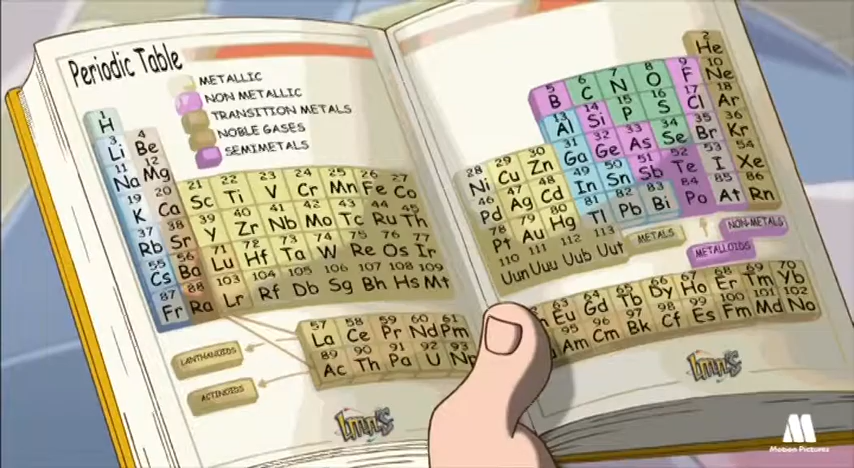 Periodic Table
METALLIC
NON METALLIC
TRANSITION METALS
NOBLE GASES
SEMIMETALS
1
H
3 4
Li Be
11 12
Na Mg
19 20 21 22 23 24 25 26 27
K Ca Sc Ti V Cr Mn Fe Co
37 38 39 40 41 42 43 44 45
Rb Sr Y Zr Nb Mo Tc Ru Th
55 56 71 72 73 74 75 76 77
Cs Ba Lu Hf Ta W Re Os Ir
87 88 103 104 105 106 107 108 109
Fr Ra Lr Rf Db Sg Bh Hs Mt
LANTHANOIDS
57 58 59 60 61
La Ce Pr Nd Pm
ACTINOIDS
89 90 91 92 93
Ac Th Pa U Np
bmn's
2
He
5 6 7 8 9 10
B C N O F Ne
13 14 15 16 17 18
Al Si P S Cl Ar
28 29 30 31 32 33 34 35 36
Ni Cu Zn Ga Ge As Se Br Kr
46 47 48 49 50 51 52 53 54
Pd Ag Cd In Sn Sb Te I Xe
78 79 80 81 82 83 84 85 86
Pt Au Hg Tl Pb Bi Po At Rn
110 111 112 113
Uun Uuu Uub Uut
METALS
METALLOIDS
NON-METALS
63 64 65 66 67 68 69 70
Eu Gd Tb Dy Ho Er Tm Yb
95 96 97 98 99 100 101 102
Am Cm Bk Cf Es Fm Md No
bmn's
Motion Pictures